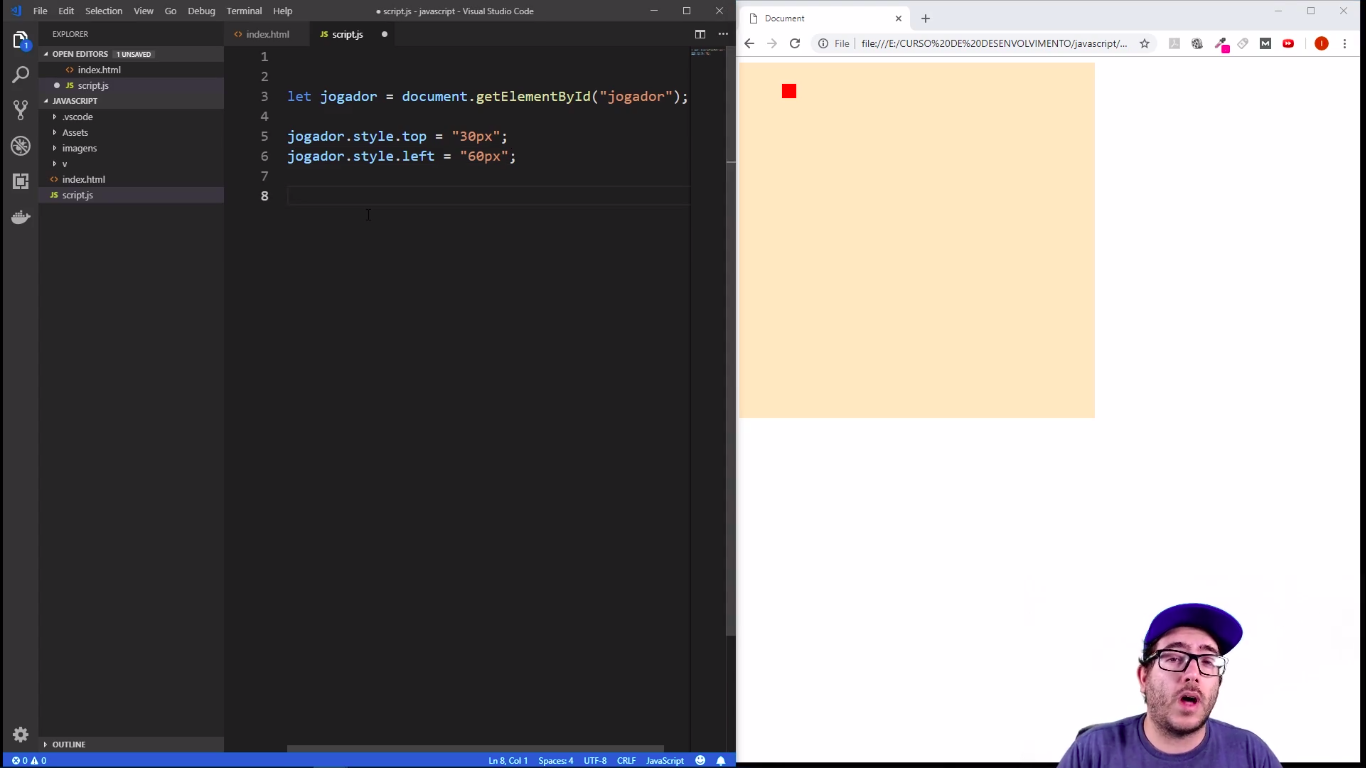 File Edit Selection View Go Debug Terminal Help
● script.js - javascript - Visual Studio Code
EXPLORER
OPEN EDITORS 1 UNSAVED
index.html
JS script.js
JAVASCRIPT
.vscode
Assets
imagens
v
index.html
JS script.js
OUTLINE
1
index.html
JS script.js
1
2
3 let jogador = document.getElementById("jogador");
4
5 jogador.style.top = "30px";
6 jogador.style.left = "60px";
7
8
0 0
Ln 8, Col 1 Spaces: 4 UTF-8 CRLF JavaScript
Document
File file:///E:/CURSO%20DE%20DESENVOLVIMENTO/javascript/...
M
I